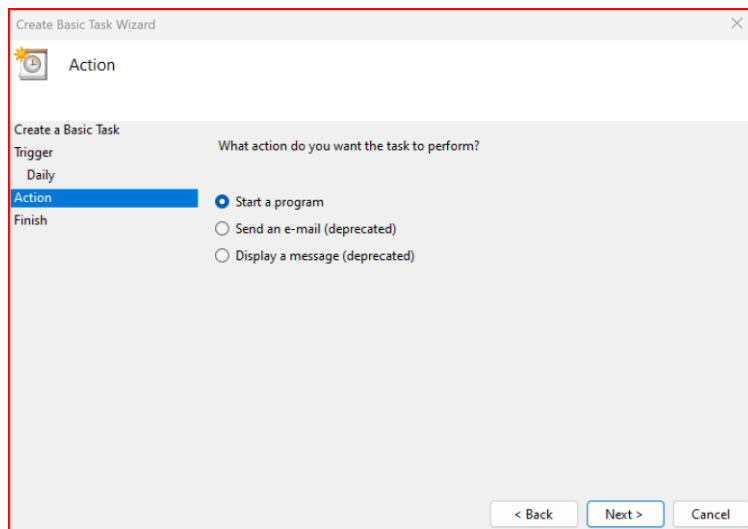 Create Basic Task Wizard
Action
Create a Basic Task
Trigger
Daily
Action
Finish
What action do you want the task to perform?
Start a program
Send an e-mail (deprecated)
Display a message (deprecated)
< Back
Next >
Cancel